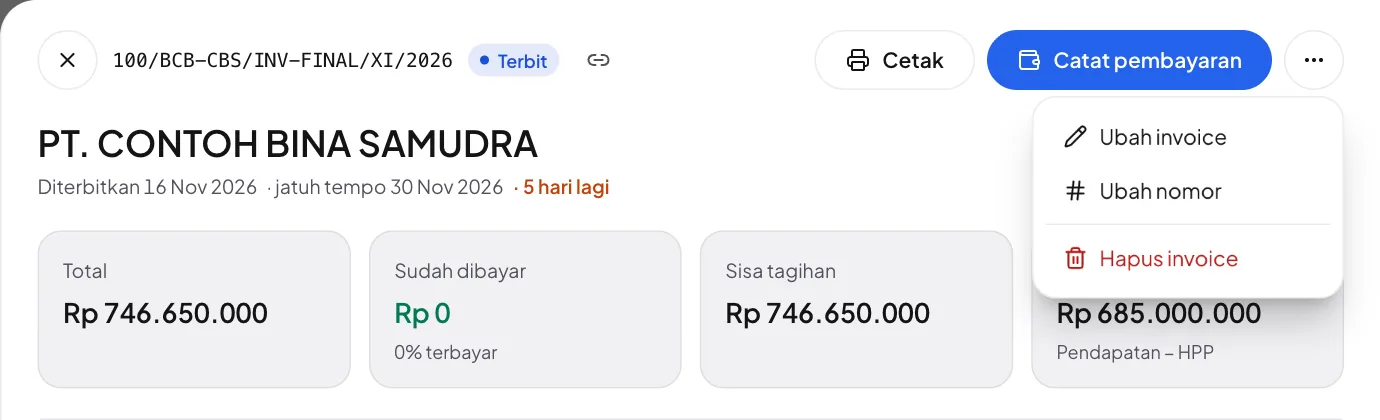 100/BCB-CBS/INV-FINAL/XI/2026
Terbit
Cetak
Catat pembayaran
Ubah invoice
Ubah nomor
Hapus invoice
PT. CONTOH BINA SAMUDRA
Diterbitkan 16 Nov 2026 · jatuh tempo 30 Nov 2026 · 5 hari lagi
Total
Rp 746.650.000
Sudah dibayar
Rp 0
0% terbayar
Sisa tagihan
Rp 746.650.000
Rp 685.000.000
Pendapatan – HPP